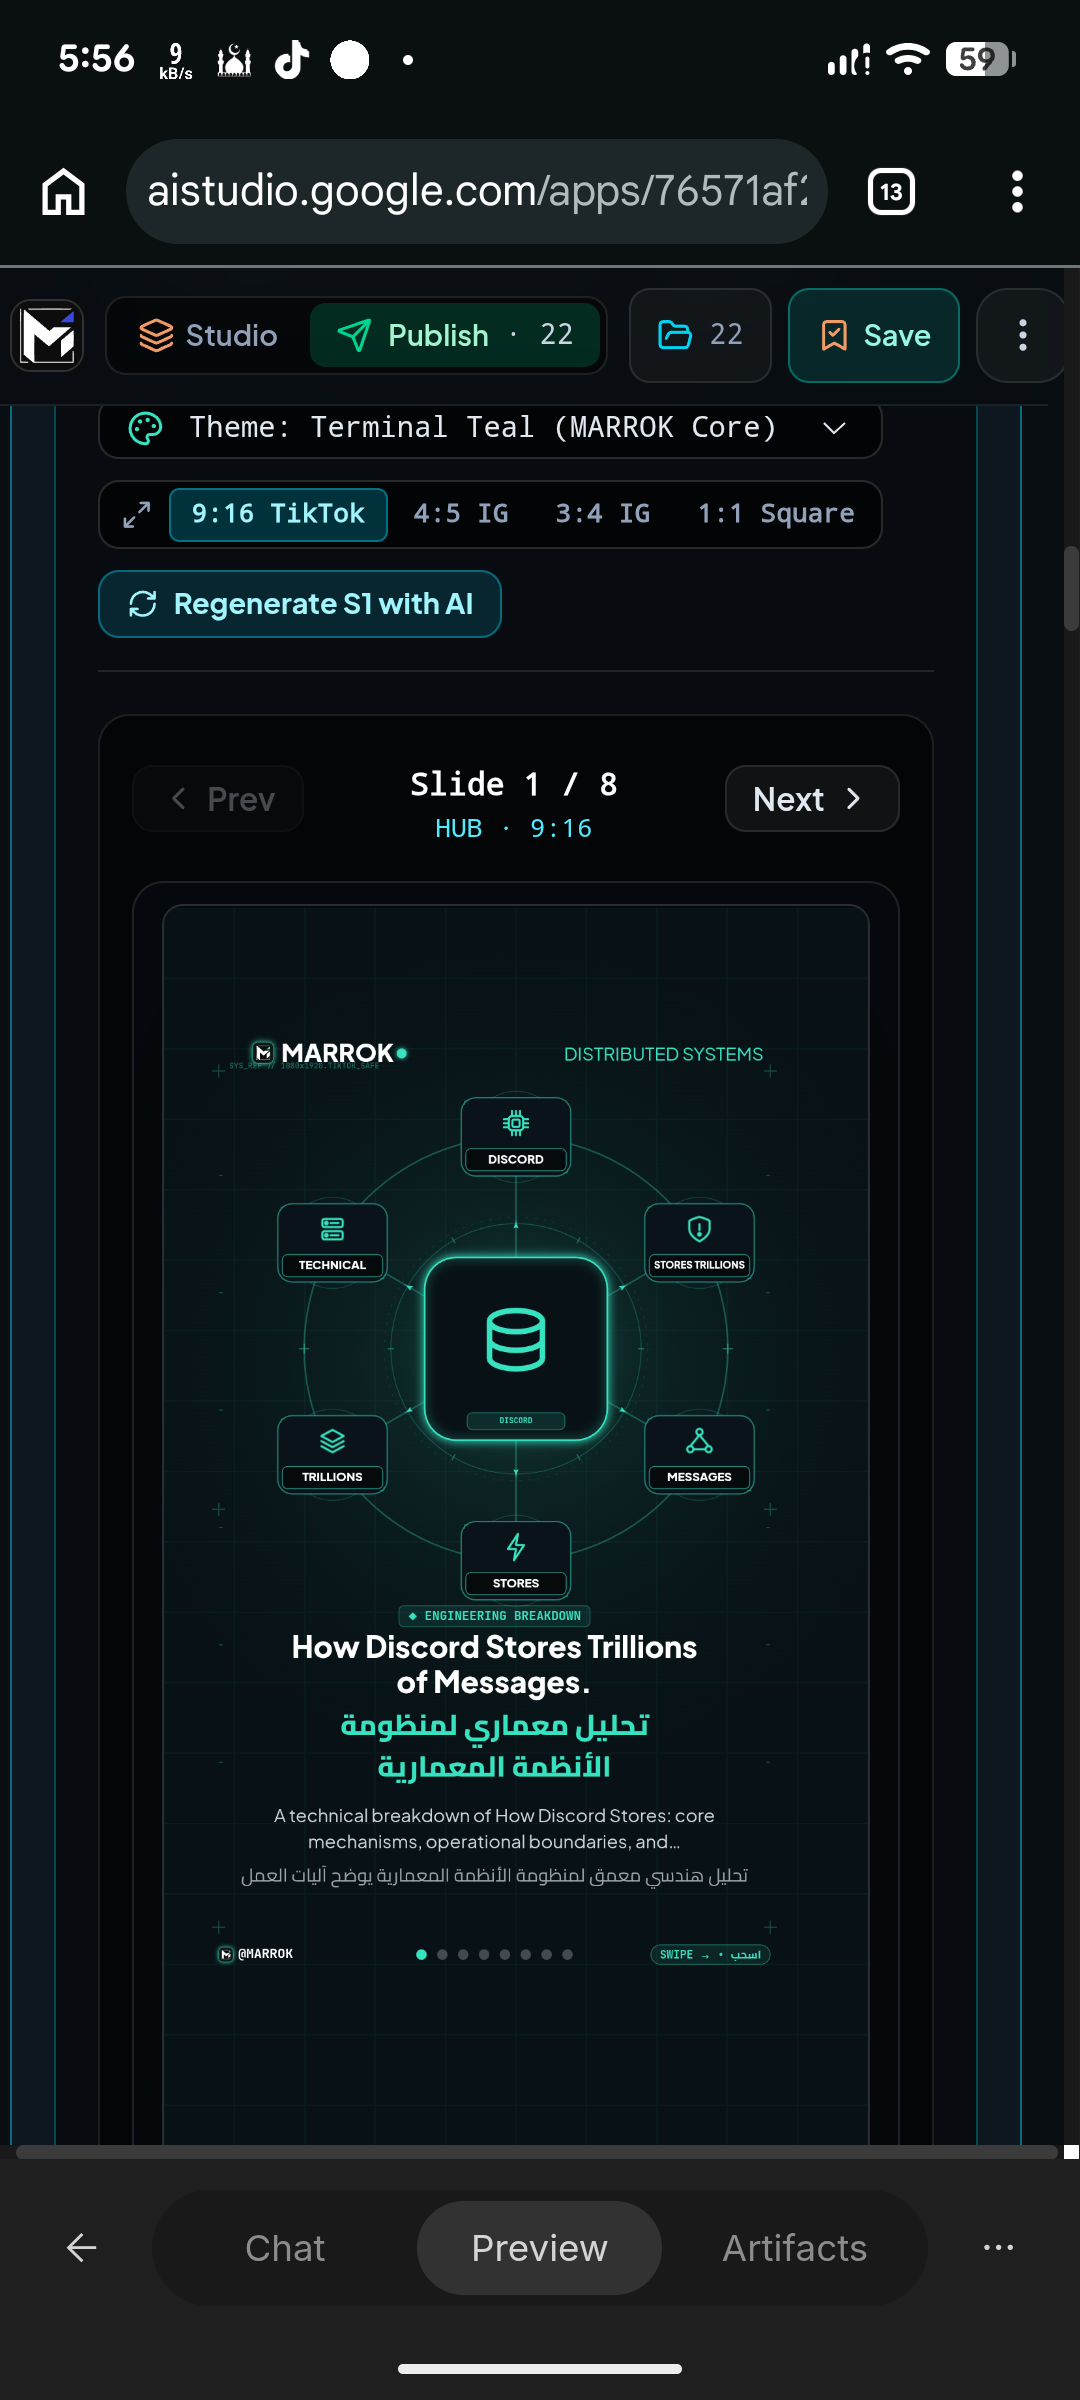 5:56
9
kB/s
59
aistudio.google.com/apps/76571af
13
Studio
Publish · 22
22
Save
Theme: Terminal Teal (MARROK Core)
9:16 TikTok
4:5 IG
3:4 IG
1:1 Square
Regenerate S1 with AI
Prev
Slide 1 / 8
HUB · 9:16
Next
MARROK
DISTRIBUTED SYSTEMS
DISCORD
TECHNICAL
STORES TRILLIONS
DISCORD
TRILLIONS
MESSAGES
STORES
ENGINEERING BREAKDOWN
How Discord Stores Trillions
of Messages.
تحليل معماري لمنظومة
الأنظمة المعمارية
A technical breakdown of How Discord Stores: core
mechanisms, operational boundaries, and...
تحليل هندسي معمق لمنظومة الأنظمة المعمارية يوضح آليات العمل
@MARROK
SWIPE → • اسحب
Chat
Preview
Artifacts